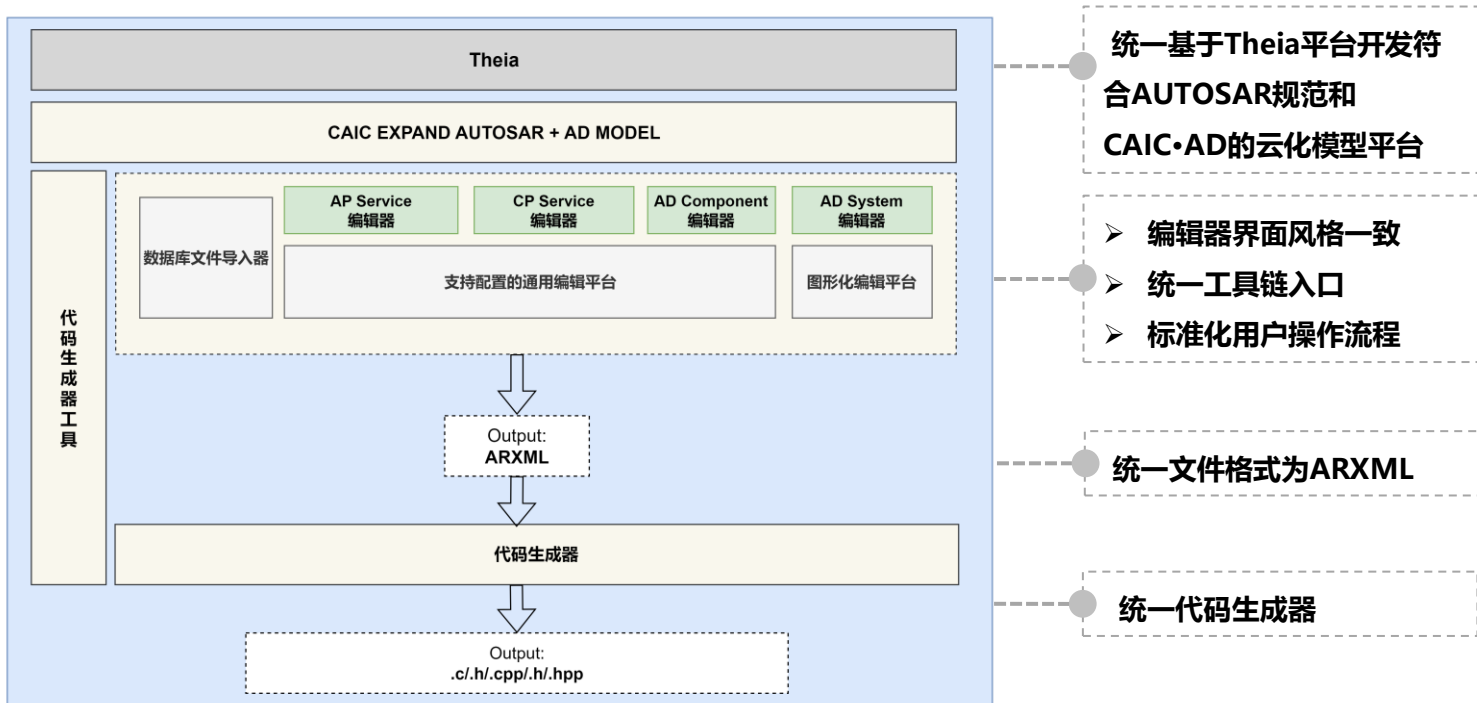 Theia
CAIC EXPAND AUTOSAR + AD MODEL
代码生成器工具
数据库文件导入器
AP Service
编辑器
CP Service
编辑器
AD Component
编辑器
AD System
编辑器
支持配置的通用编辑平台
图形化编辑平台
Output:
ARXML
代码生成器
Output:
.c/.h/.cpp/.h/.hpp
统一基于Theia平台开发符
合AUTOSAR规范和
CAIC•AD的云化模型平台
➢ 编辑器界面风格一致
➢ 统一工具链入口
➢ 标准化用户操作流程
统一文件格式为ARXML
统一代码生成器